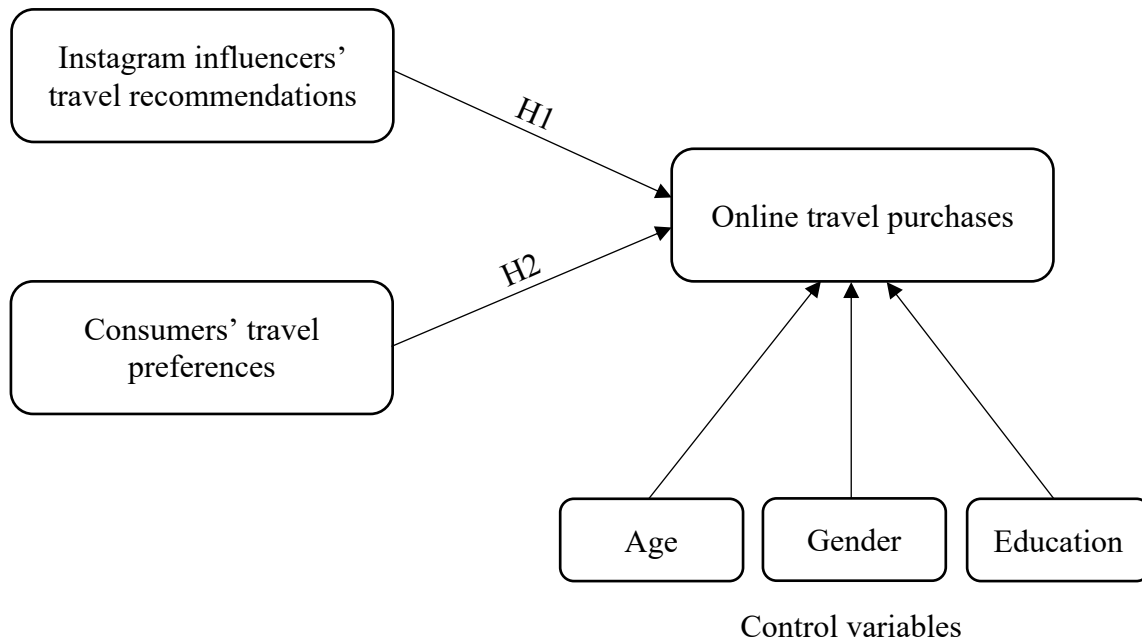 Instagram influencers’
travel recommendations
H1
Online travel purchases
H2
Consumers’ travel
preferences
Age
Gender
Education
Control variables